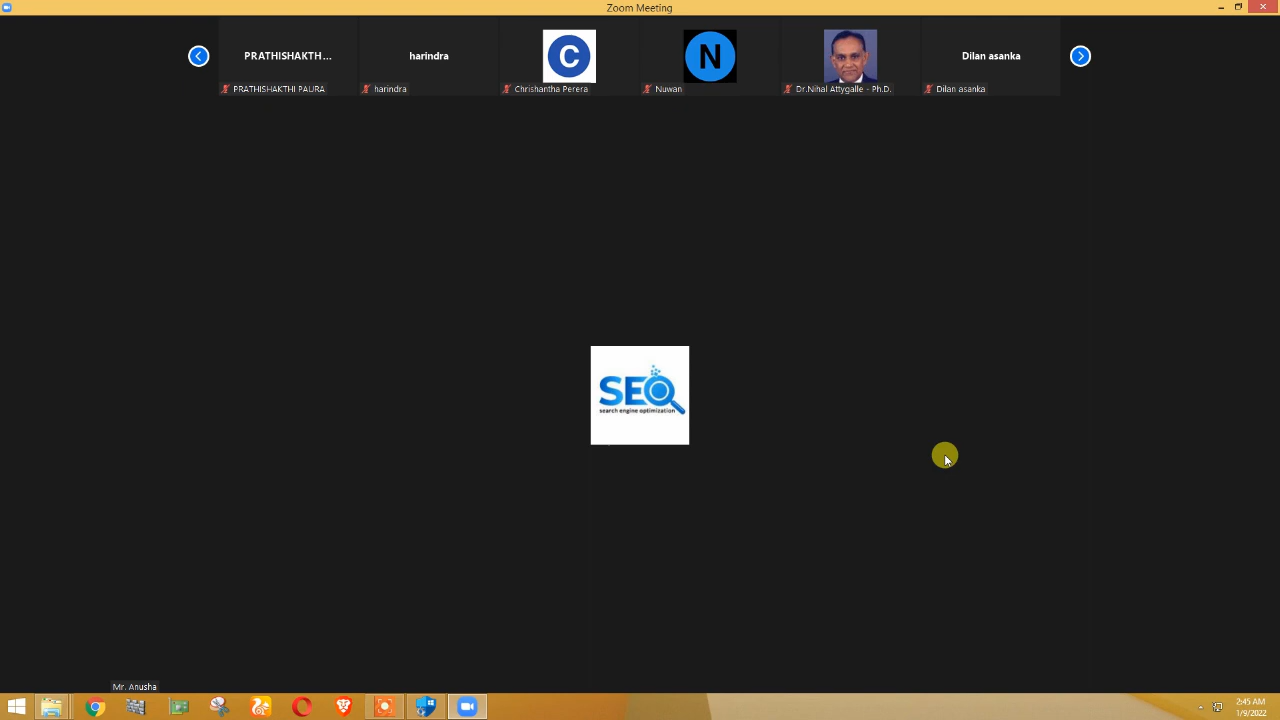 Zoom Meeting
PRATHISHAKTH...
harindra
C
N
Dilan asanka
PRATHISHAKTHI PAURA
harindra
Chrishantha Perera
Nuwan
Dr.Nihal Attygalle - Ph.D.
Dilan asanka
SEO
search engine optimization
Mr. Anusha
2:45 AM
1/9/2022